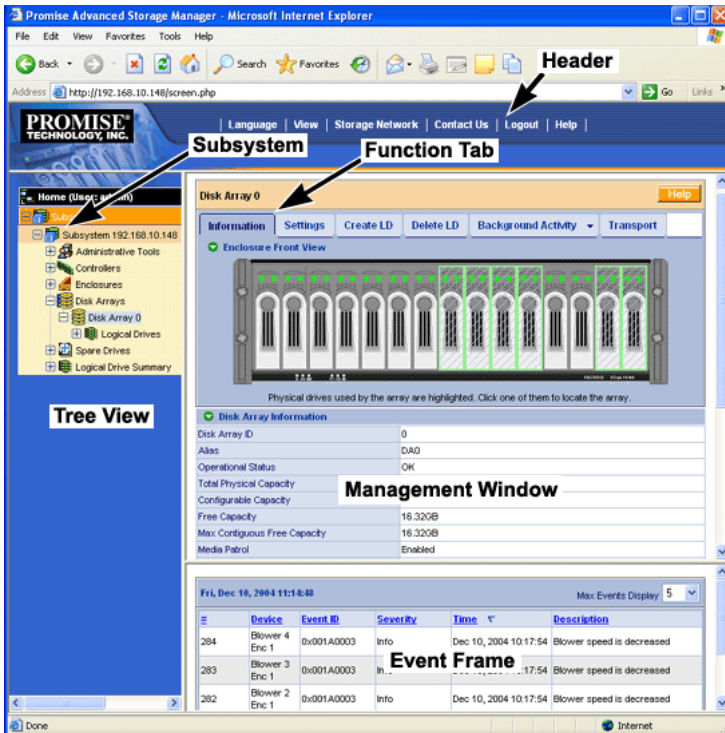 Promise Advanced Storage Manager - Microsoft Internet Explorer
File Edit View Favorites Tools Help
Back Search Favorites
Header
Address http://192.168.10.148/screen.php Go Links »
PROMISE®
TECHNOLOGY, INC.
| Language | View | Storage Network | Contact Us | Logout | Help |
Subsystem
Function Tab
Home (User: admin)
Subsystem 192.168.10.148
Administrative Tools
Controllers
Enclosures
Disk Arrays
Disk Array 0
Logical Drives
Spare Drives
Logical Drive Summary
Tree View
Disk Array 0 Help
Information Settings Create LD Delete LD Background Activity Transport
Enclosure Front View
PROMISE
Physical drives used by the array are highlighted. Click one of them to locate the array.
Disk Array Information
Disk Array ID 0
Alias DA0
Operational Status OK
Total Physical Capacity
Management Window
Configurable Capacity
Free Capacity 16.32GB
Max Contiguous Free Capacity 16.32GB
Media Patrol Enabled
Fri, Dec 10, 2004 11:14:48 Max Events Display 5
# Device Event ID Severity Time Description
284 Blower 4 Enc 1 0x001A0003 Info Dec 10, 2004 10:17:54 Blower speed is decreased
Event Frame
283 Blower 3 Enc 1 0x001A0003 17:54 Blower speed is decreased
282 Blower 2 Enc 1 0x001A0003 Info Dec 10, 2004 10:17:54 Blower speed is decreased
Done Internet